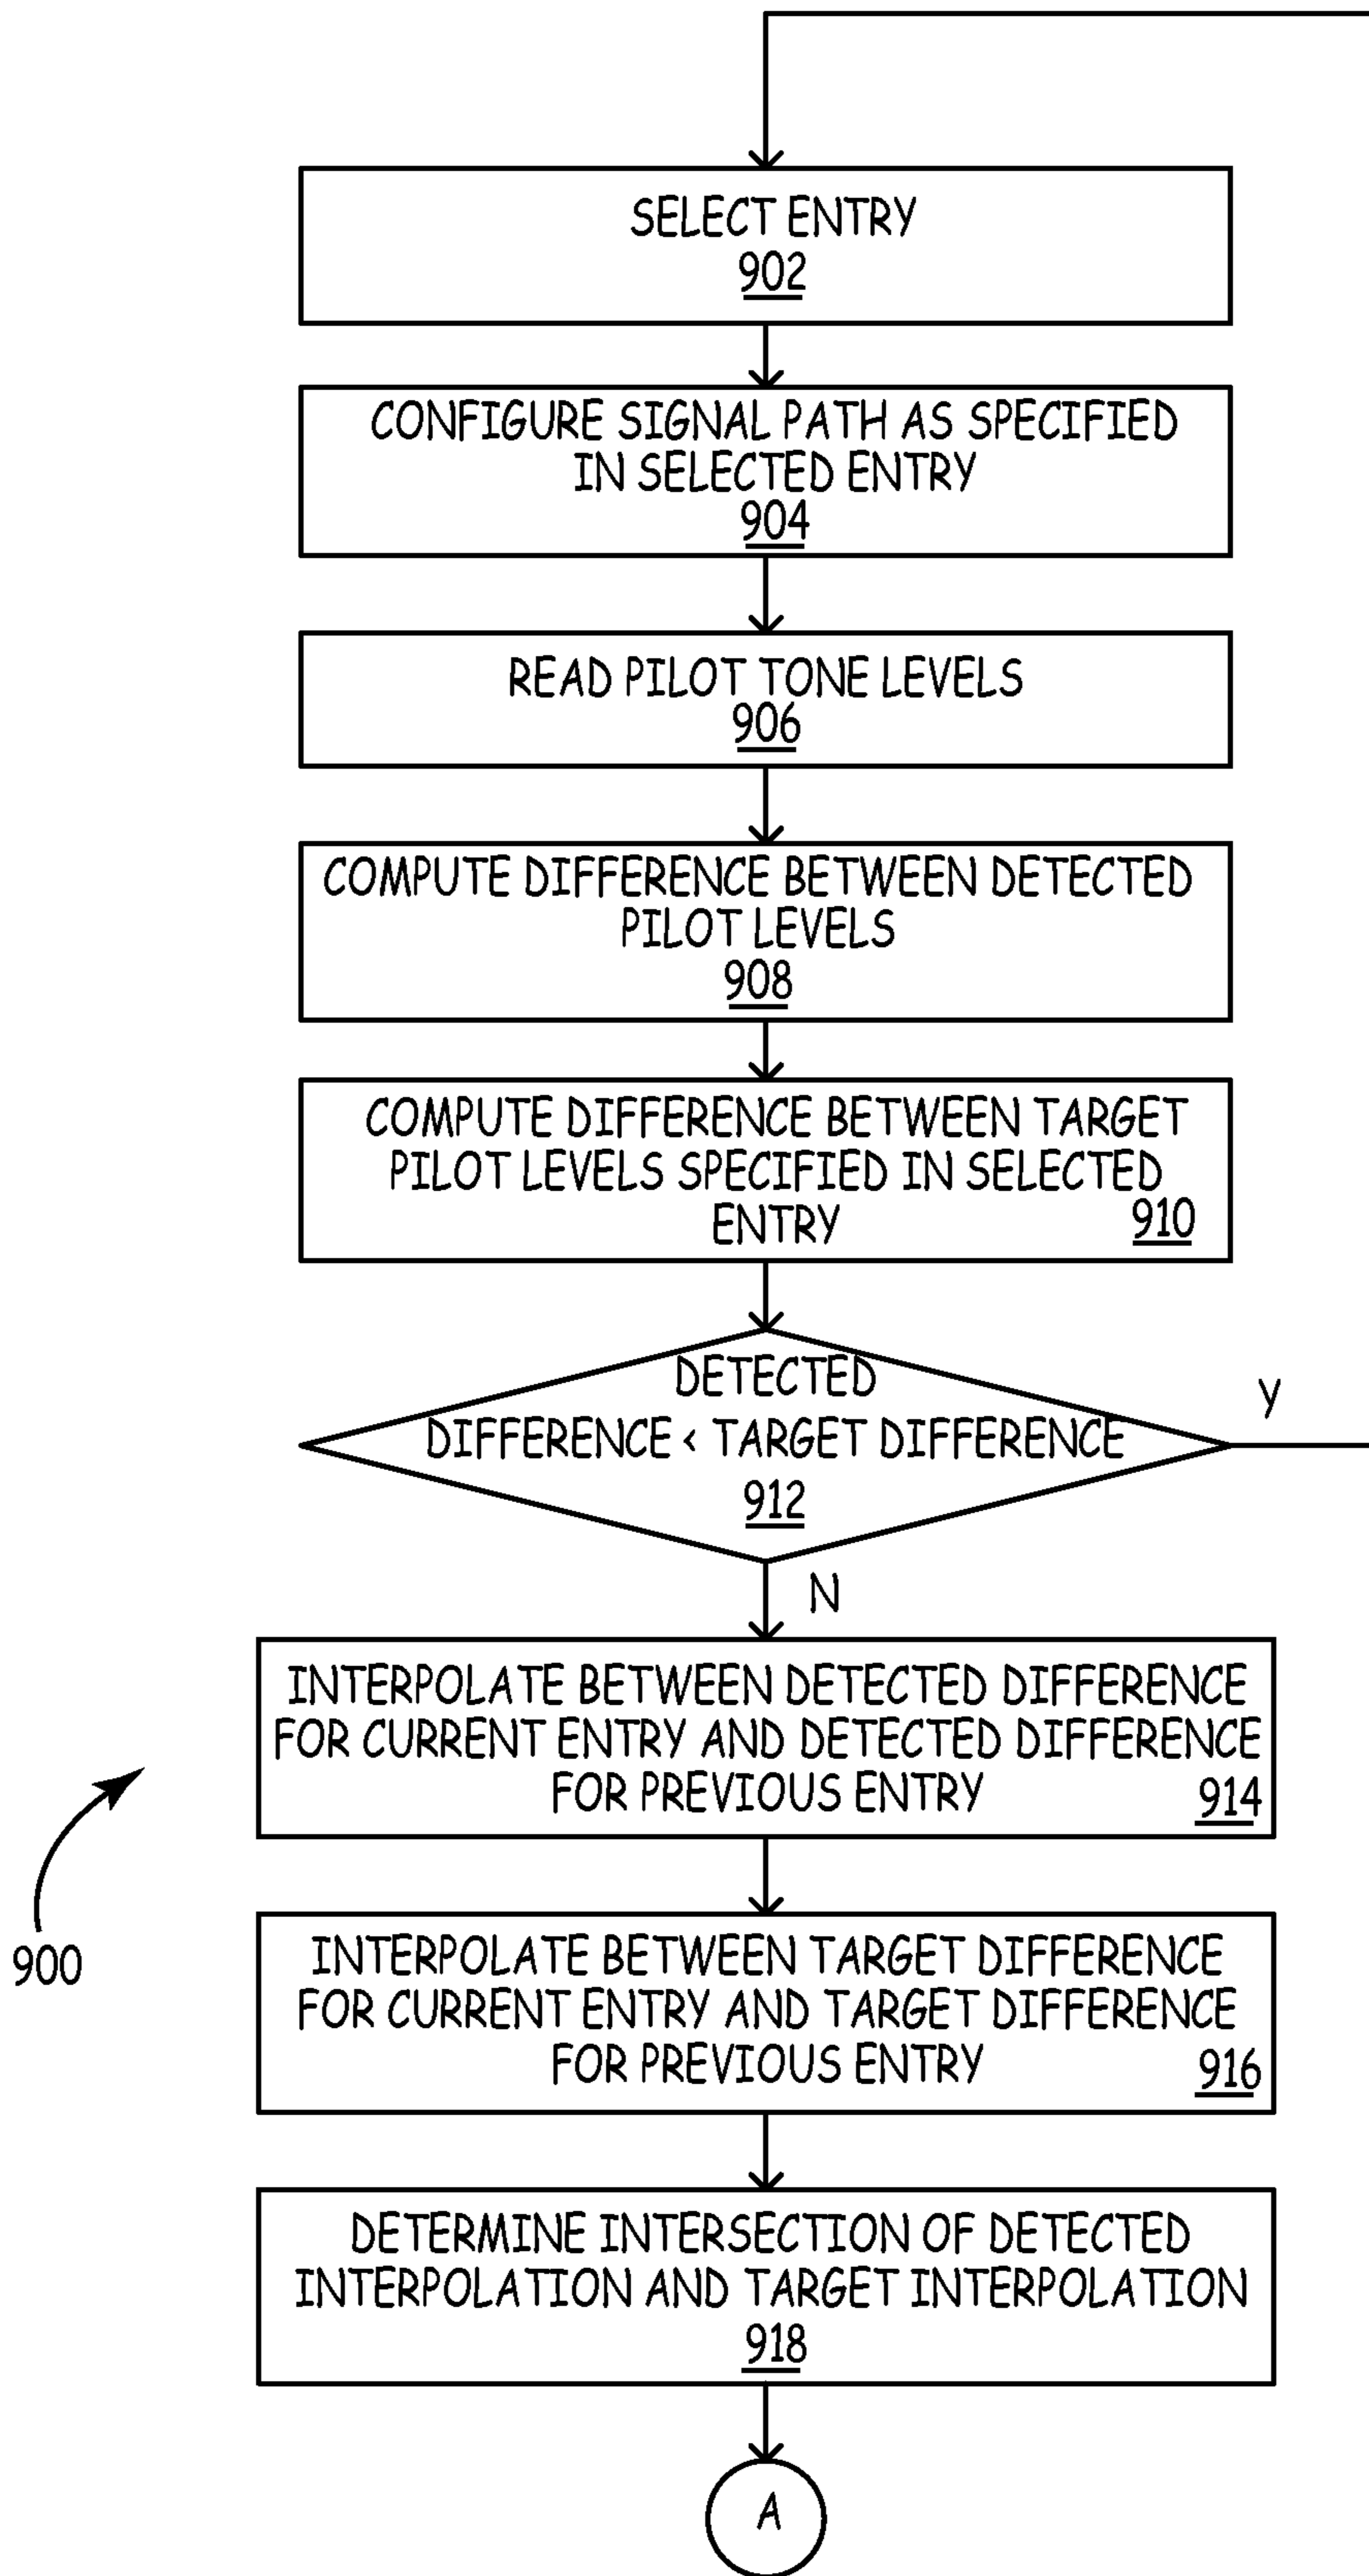 SELECT ENTRY
902
CONFIGURE SIGNAL PATH AS SPECIFIED
IN SELECTED ENTRY
904
READ PILOT TONE LEVELS
906
COMPUTE DIFFERENCE BETWEEN DETECTED
PILOT LEVELS
908
COMPUTE DIFFERENCE BETWEEN TARGET
PILOT LEVELS SPECIFIED IN SELECTED
ENTRY 910
DETECTED
DIFFERENCE < TARGET DIFFERENCE
912
Y
N
INTERPOLATE BETWEEN DETECTED DIFFERENCE
FOR CURRENT ENTRY AND DETECTED DIFFERENCE
FOR PREVIOUS ENTRY 914
900
INTERPOLATE BETWEEN TARGET DIFFERENCE
FOR CURRENT ENTRY AND TARGET DIFFERENCE
FOR PREVIOUS ENTRY 916
DETERMINE INTERSECTION OF DETECTED
INTERPOLATION AND TARGET INTERPOLATION
918
A